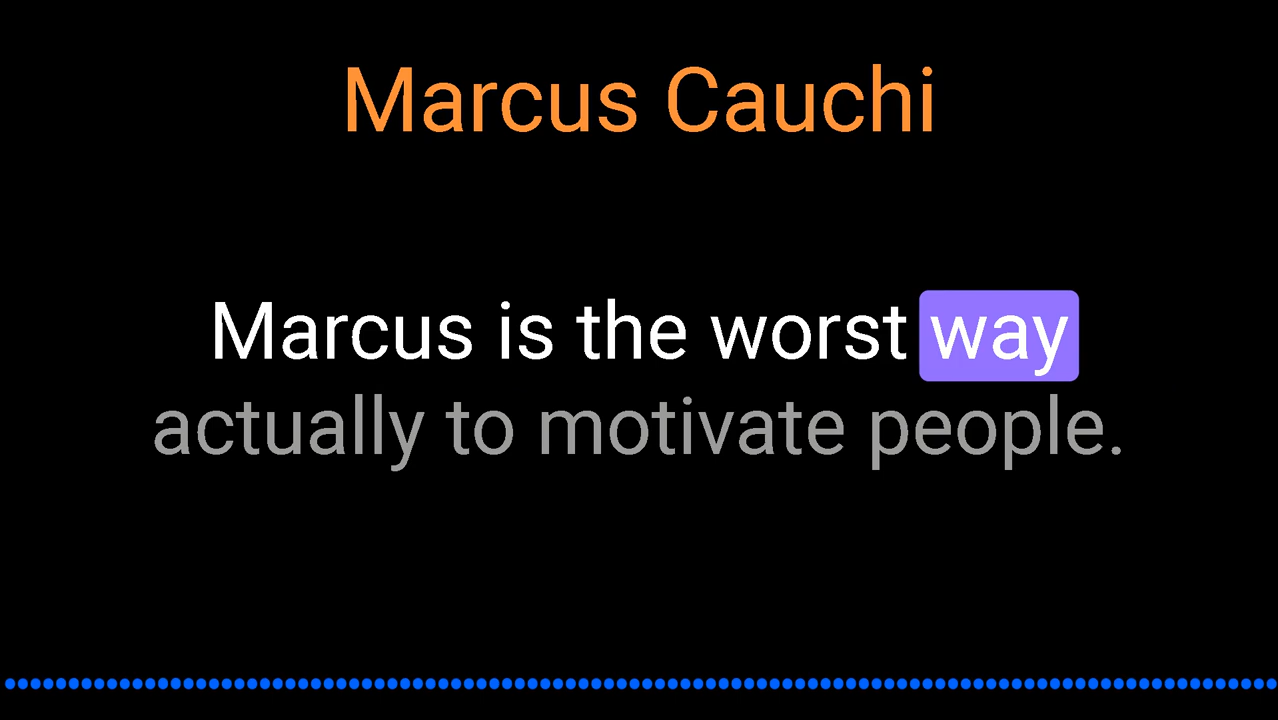 Marcus Cauchi
Marcus is the worst way
actually to motivate people.